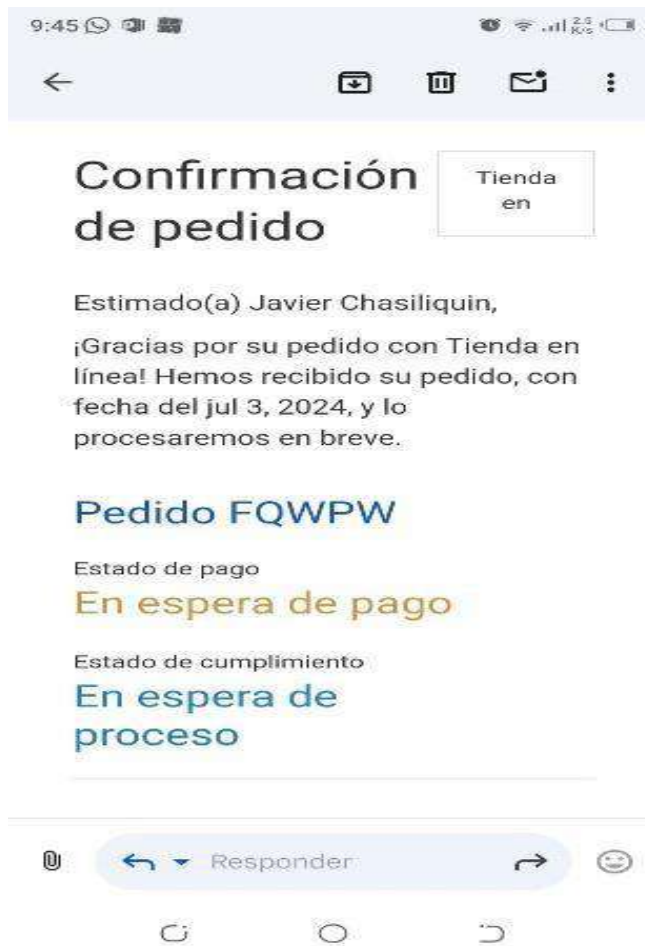 9:45
2.5
K/s
Confirmación
de pedido
Tienda
en
Estimado(a) Javier Chasiliquin,
¡Gracias por su pedido con Tienda en
línea! Hemos recibido su pedido, con
fecha del jul 3, 2024, y lo
procesaremos en breve.
Pedido FQWPW
Estado de pago
En espera de pago
Estado de cumplimiento
En espera de
proceso
Responder